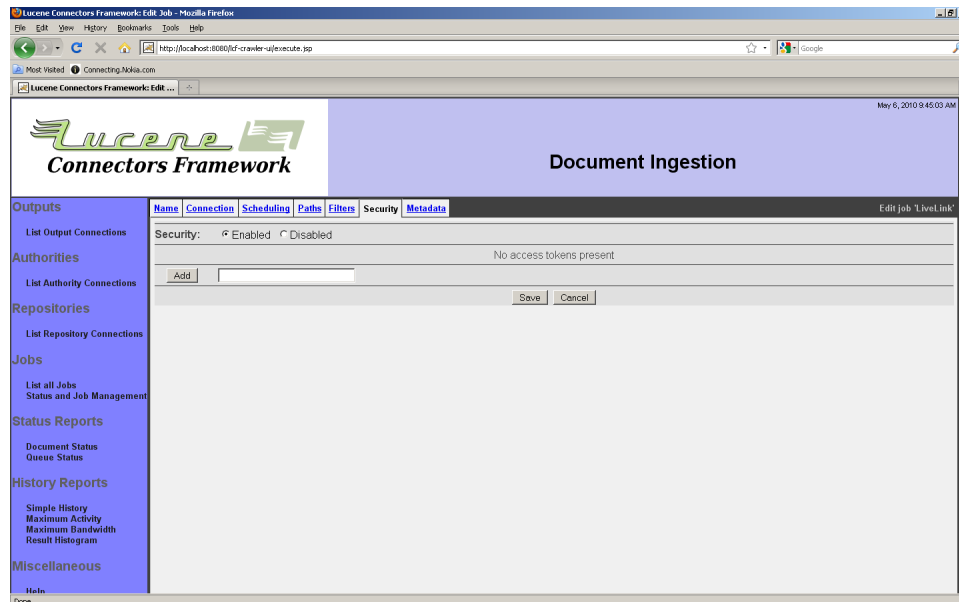 Lucene Connectors Framework: Edit Job - Mozilla Firefox
File Edit View History Bookmarks Tools Help
http://localhost:8080/lcf-crawler-ui/execute.jsp
Google
Most Visited Connecting.Nokia.com
Lucene Connectors Framework: Edit ...
May 6, 2010 9:45:03 AM
Lucene
Connectors Framework
Document Ingestion
Outputs
List Output Connections
Authorities
List Authority Connections
Repositories
List Repository Connections
Jobs
List all Jobs
Status and Job Management
Status Reports
Document Status
Queue Status
History Reports
Simple History
Maximum Activity
Maximum Bandwidth
Result Histogram
Miscellaneous
Help
Name Connection Scheduling Paths Filters Security Metadata
Edit job 'LiveLink'
Security: Enabled Disabled
No access tokens present
Add
Save Cancel
Done